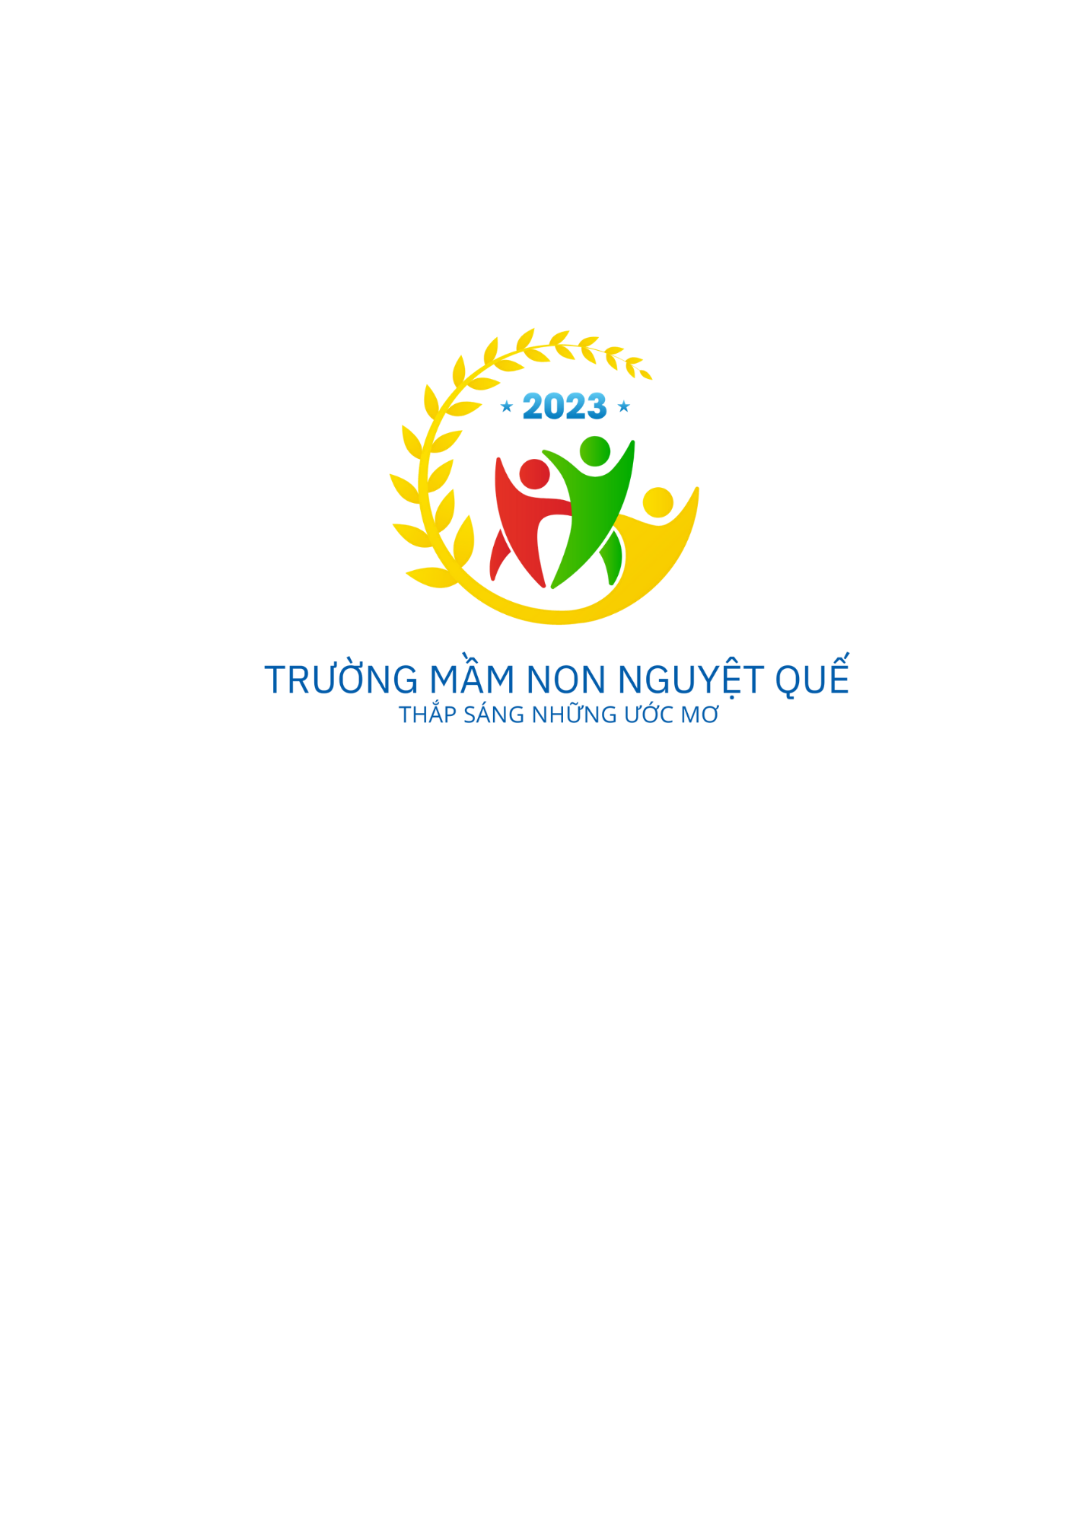 ★ 2023 ★
TRƯỜNG MẦM NON NGUYỆT QUẾ
THẮP SÁNG NHỮNG ƯỚC MƠ